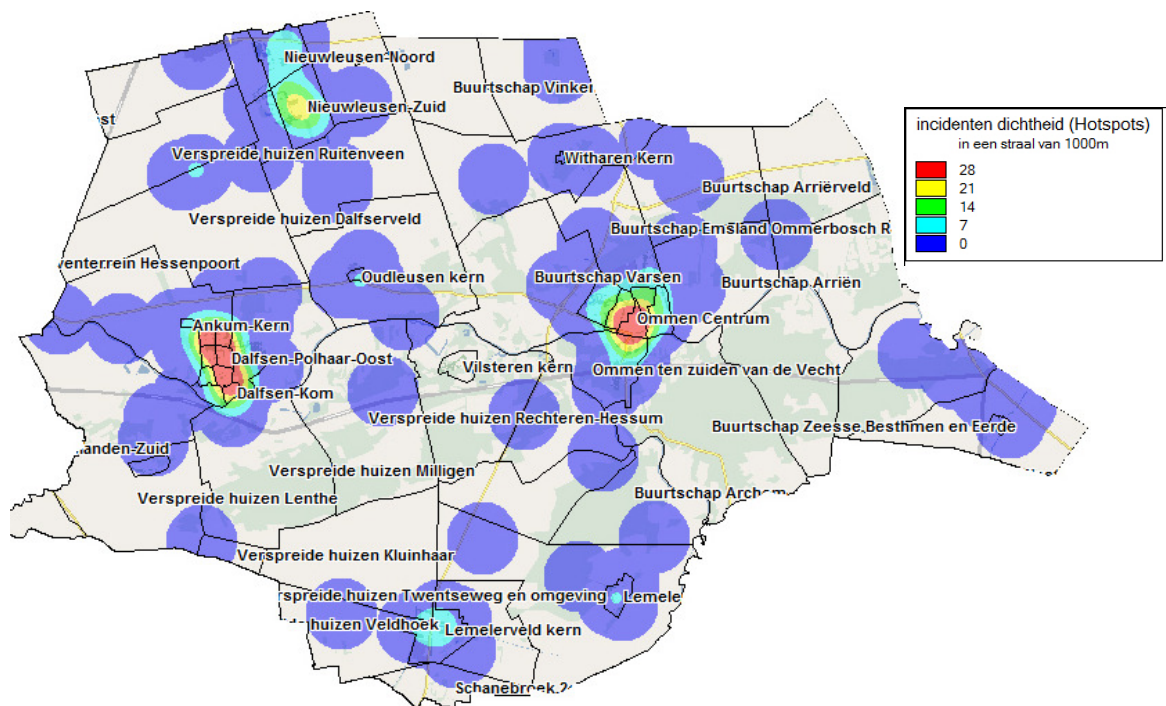 Nieuwleusen-Noord
Buurtschap Vinker
Nieuwleusen-Zuid
st
incidenten dichtheid (Hotspots)
in een straal van 1000m
28
21
14
7
0
Verspreide huizen Ruitenveen
Witharen Kern
Buurtschap Arriërveld
Verspreide huizen Dalfserveld
Buurtschap Emsland Ommerbosch R
venterrein Hessenpoort
Oudleusen kern
Buurtschap Varsen
Buurtschap Arriën
Ankum-Kern
Ommen Centrum
Dalfsen-Polhaar-Oost
Vilsteren kern
Ommen ten zuiden van de Vecht
Dalfsen-Kom
Verspreide huizen Rechteren-Hessum
Buurtschap Zeesse,Besthmen en Eerde
anden-Zuid
Verspreide huizen Milligen
Verspreide huizen Lenthe
Buurtschap Archem
Verspreide huizen Kluinhaar
erspreide huizen Twentseweg en omgeving
Lemele
huizen Veldhoek
Lemelerveld kern
Schanebroek